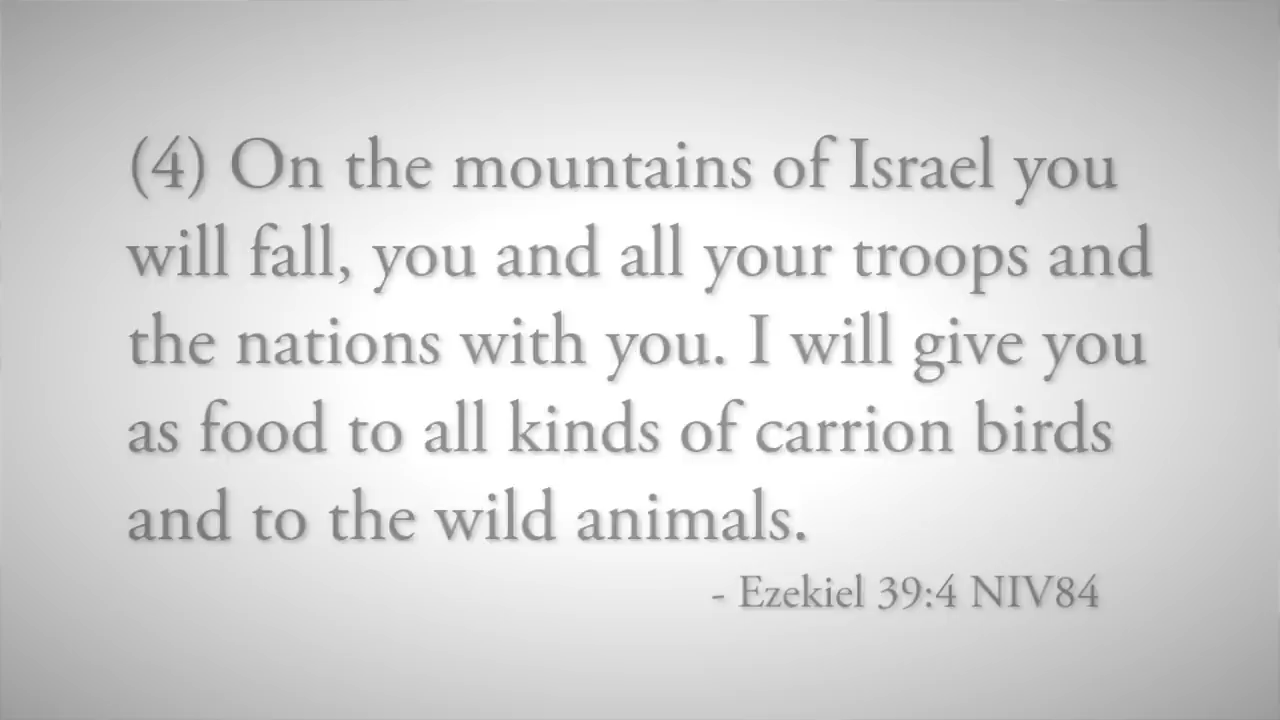 (4) On the mountains of Israel you
will fall, you and all your troops and
the nations with you. I will give you
as food to all kinds of carrion birds
and to the wild animals.
- Ezekiel 39:4 NIV84